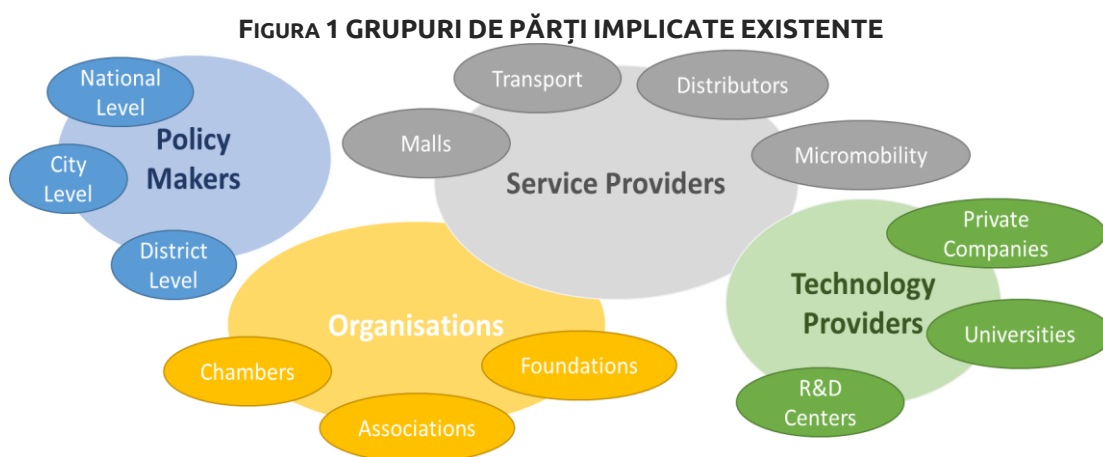 FIGURA 1 GRUPURI DE PĂRȚI IMPLICATE EXISTENTE
National
Level
City
Level
District
Level
Policy
Makers
Malls
Transport
Distributors
Micromobility
Service Providers
Organisations
Chambers
Associations
Foundations
Technology
Providers
Private
Companies
Universities
R&D
Centers